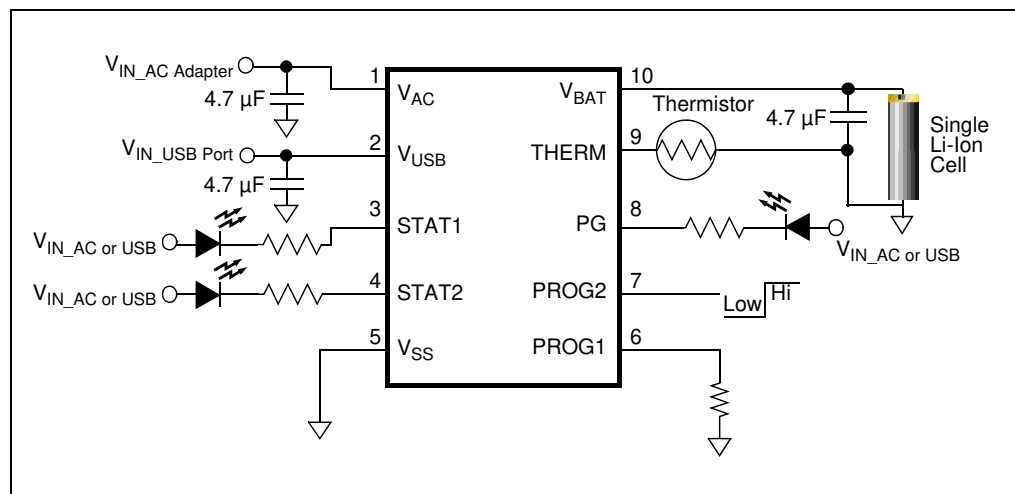 V_IN_AC Adapter
4.7 µF
1
V_AC
V_IN_USB Port
4.7 µF
2
V_USB
3
STAT1
V_IN_AC or USB
4
STAT2
V_IN_AC or USB
5
V_SS
10
V_BAT
Thermistor
4.7 µF
Single
Li-Ion
Cell
9
THERM
8
PG
V_IN_AC or USB
7
PROG2
Low
Hi
6
PROG1